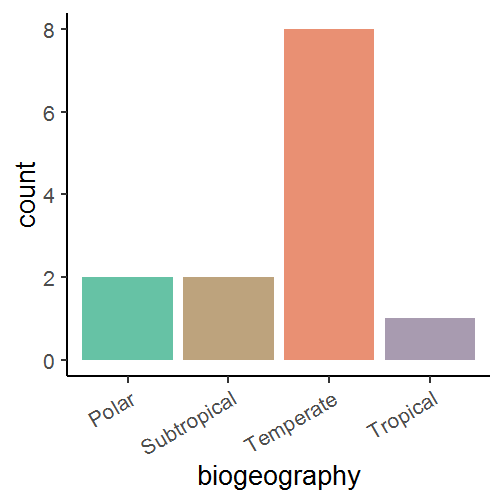 8
6
4
2
0
count
Polar
Subtropical
Temperate
Tropical
biogeography